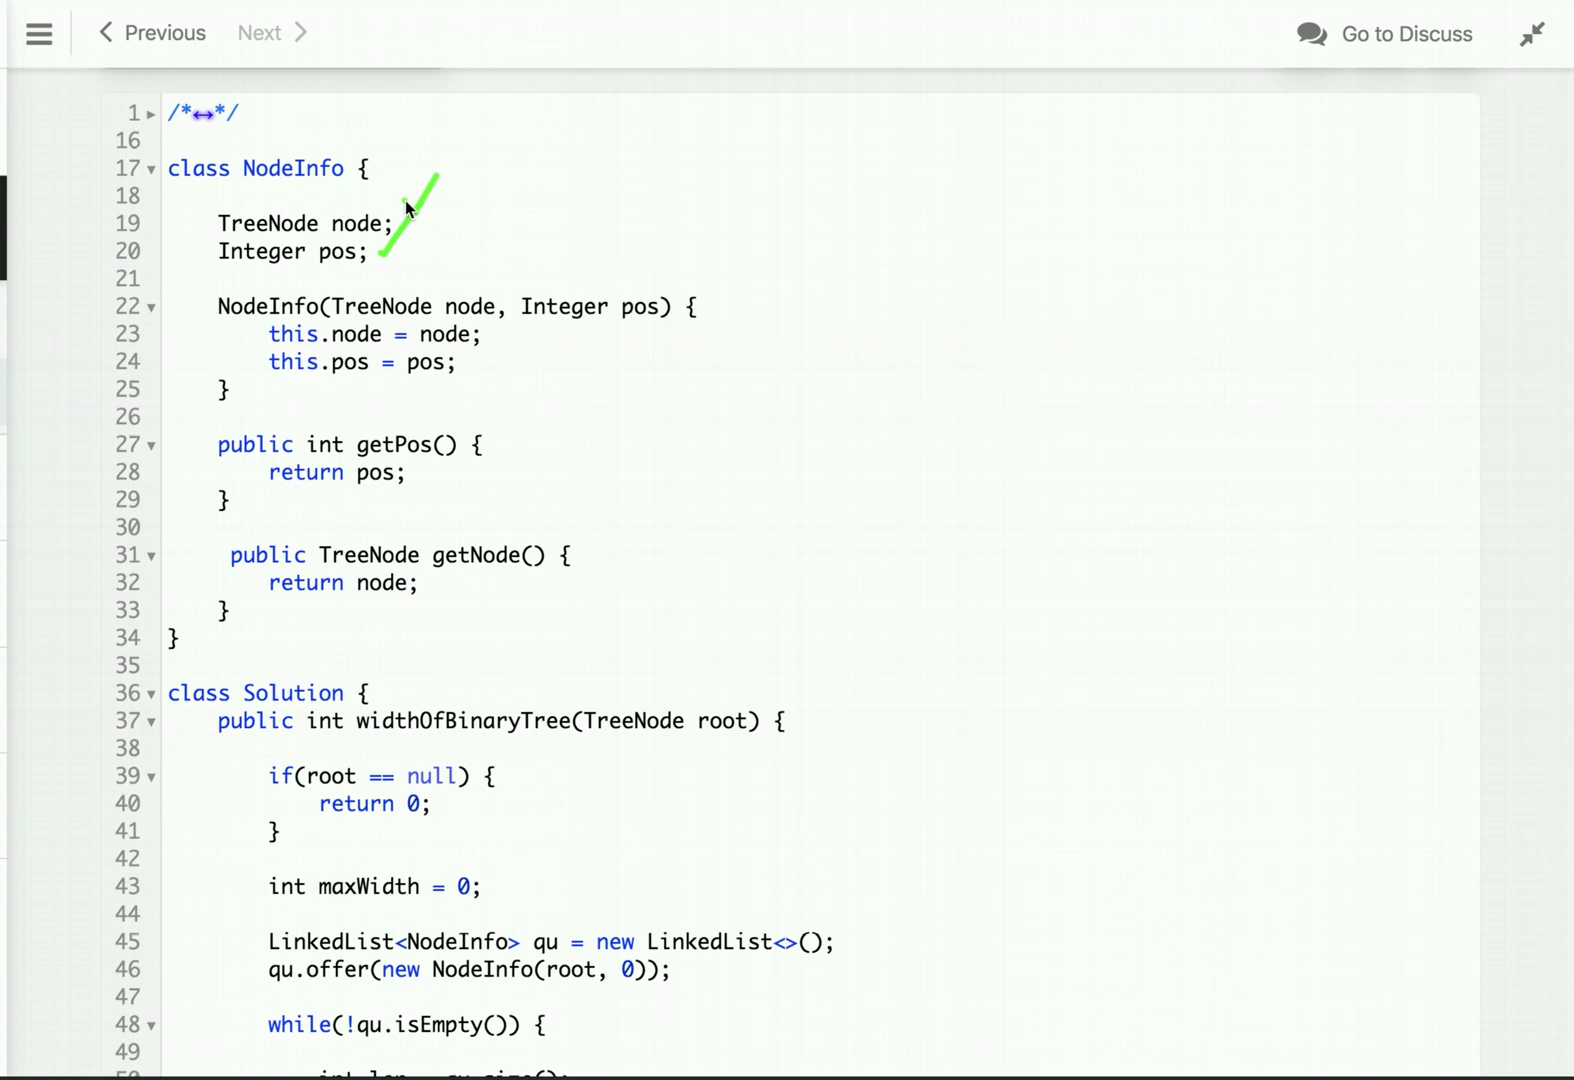 Previous Next Go to Discuss
1 /*↔*/
16
17 class NodeInfo {
18
19 TreeNode node;
20 Integer pos;
21
22 NodeInfo(TreeNode node, Integer pos) {
23 this.node = node;
24 this.pos = pos;
25 }
26
27 public int getPos() {
28 return pos;
29 }
30
31 public TreeNode getNode() {
32 return node;
33 }
34 }
35
36 class Solution {
37 public int widthOfBinaryTree(TreeNode root) {
38
39 if(root == null) {
40 return 0;
41 }
42
43 int maxWidth = 0;
44
45 LinkedList<NodeInfo> qu = new LinkedList<>();
46 qu.offer(new NodeInfo(root, 0));
47
48 while(!qu.isEmpty()) {
49